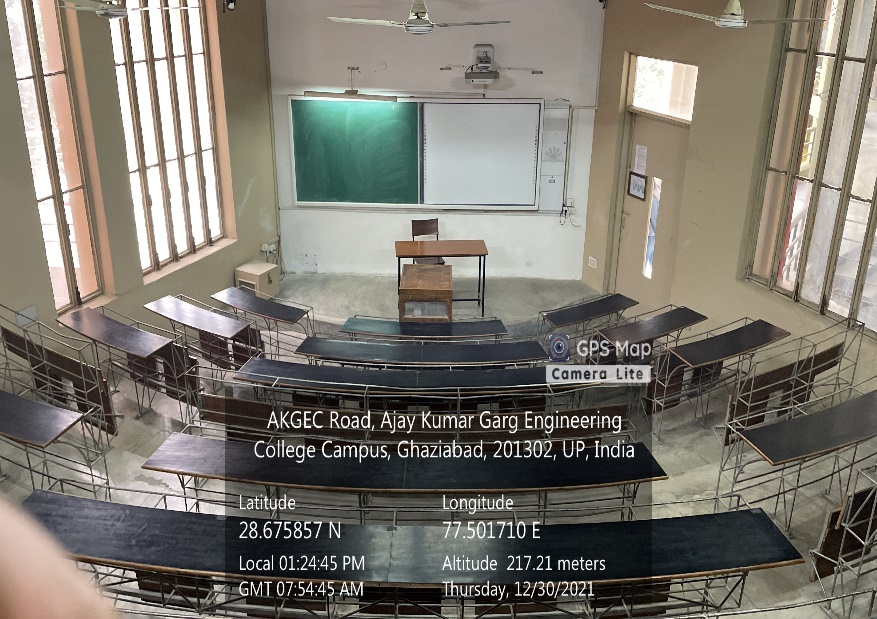 GPS Map
Camera Lite
AKGEC Road, Ajay Kumar Garg Engineering
College Campus, Ghaziabad, 201302, UP, India
Latitude
Longitude
28.675857 N
77.501710 E
Local 01:24:45 PM
Altitude 217.21 meters
GMT 07:54:45 AM
Thursday, 12/30/2021